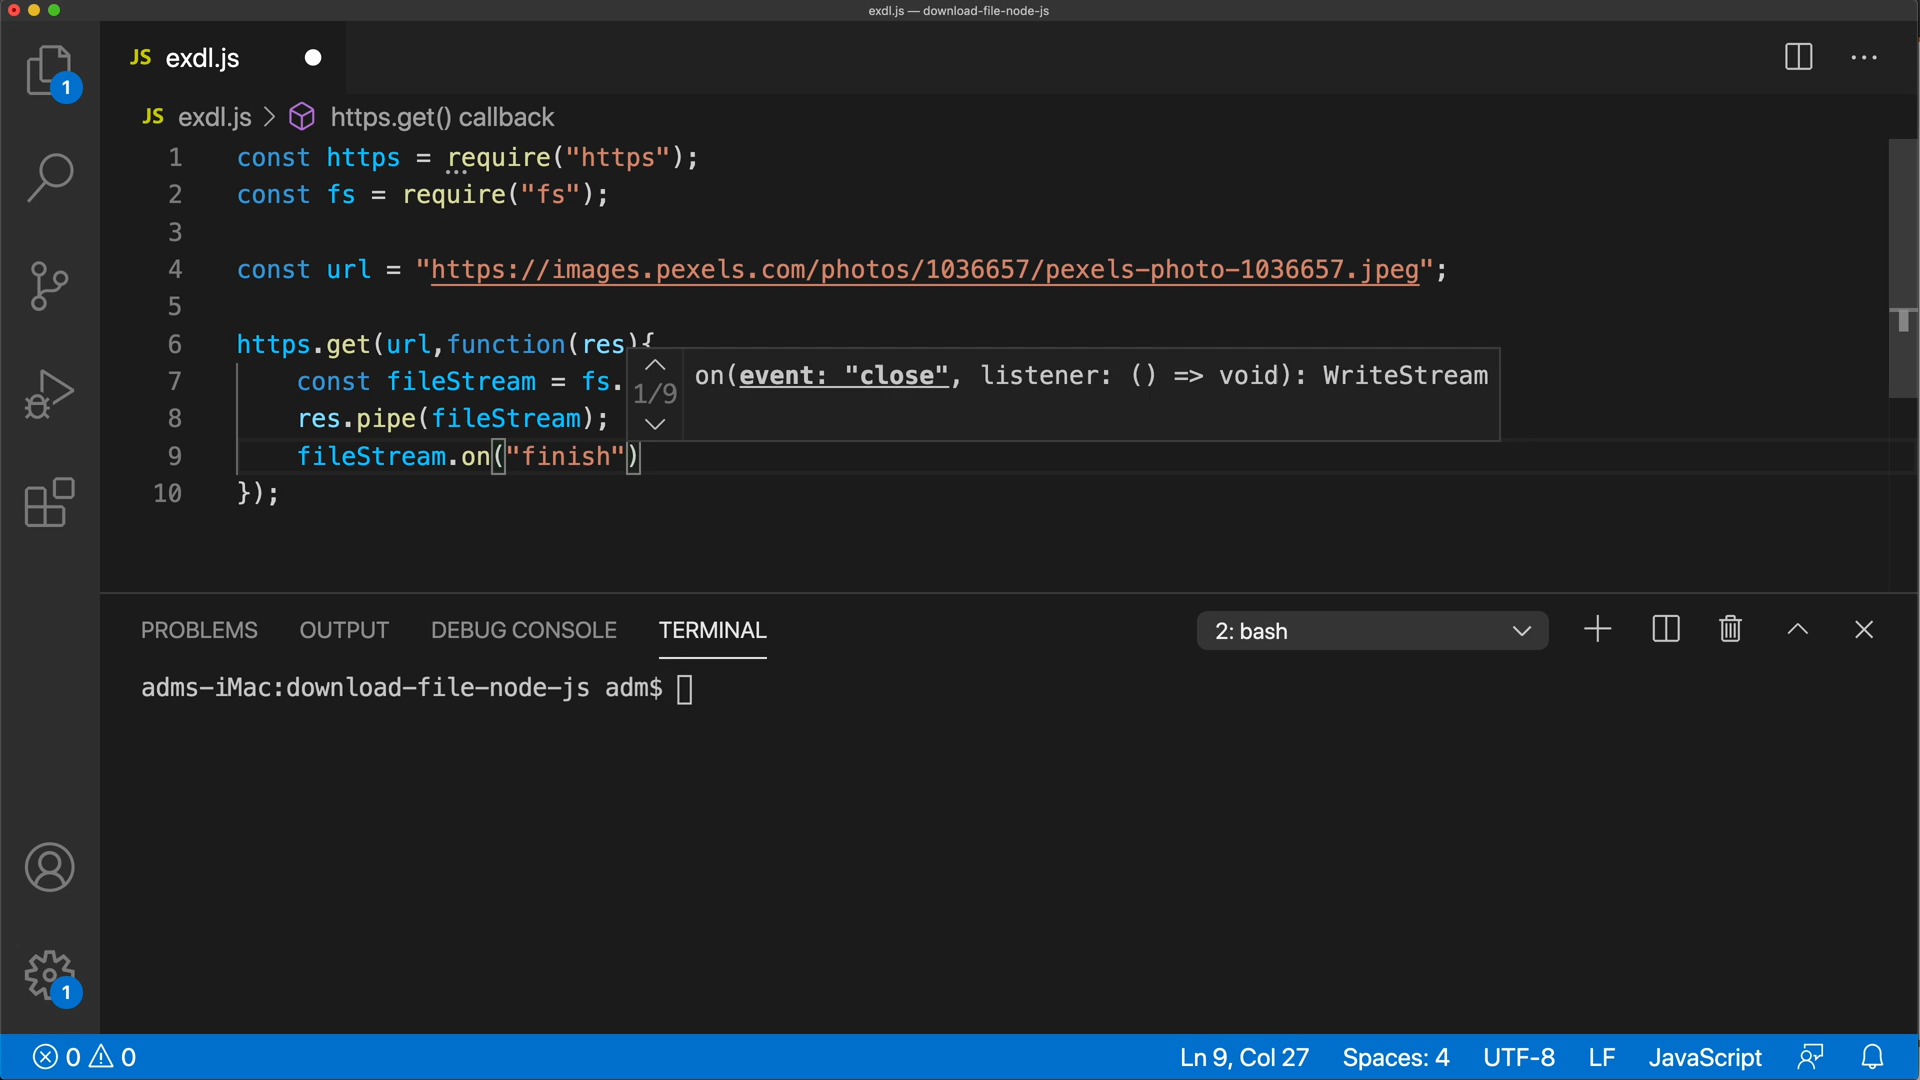 exdl.js — download-file-node-js
JS exdl.js
1
JS exdl.js > https.get() callback
1 const https = require("https");
2 const fs = require("fs");
3
4 const url = "https://images.pexels.com/photos/1036657/pexels-photo-1036657.jpeg";
5
6 https.get(url,function(res){
7 const fileStream = fs.
1/9 on(event: "close", listener: () => void): WriteStream
8 res.pipe(fileStream);
9 fileStream.on("finish")
10 });
PROBLEMS OUTPUT DEBUG CONSOLE TERMINAL 2: bash
adms-iMac:download-file-node-js adm$
1
0 0 Ln 9, Col 27 Spaces: 4 UTF-8 LF JavaScript